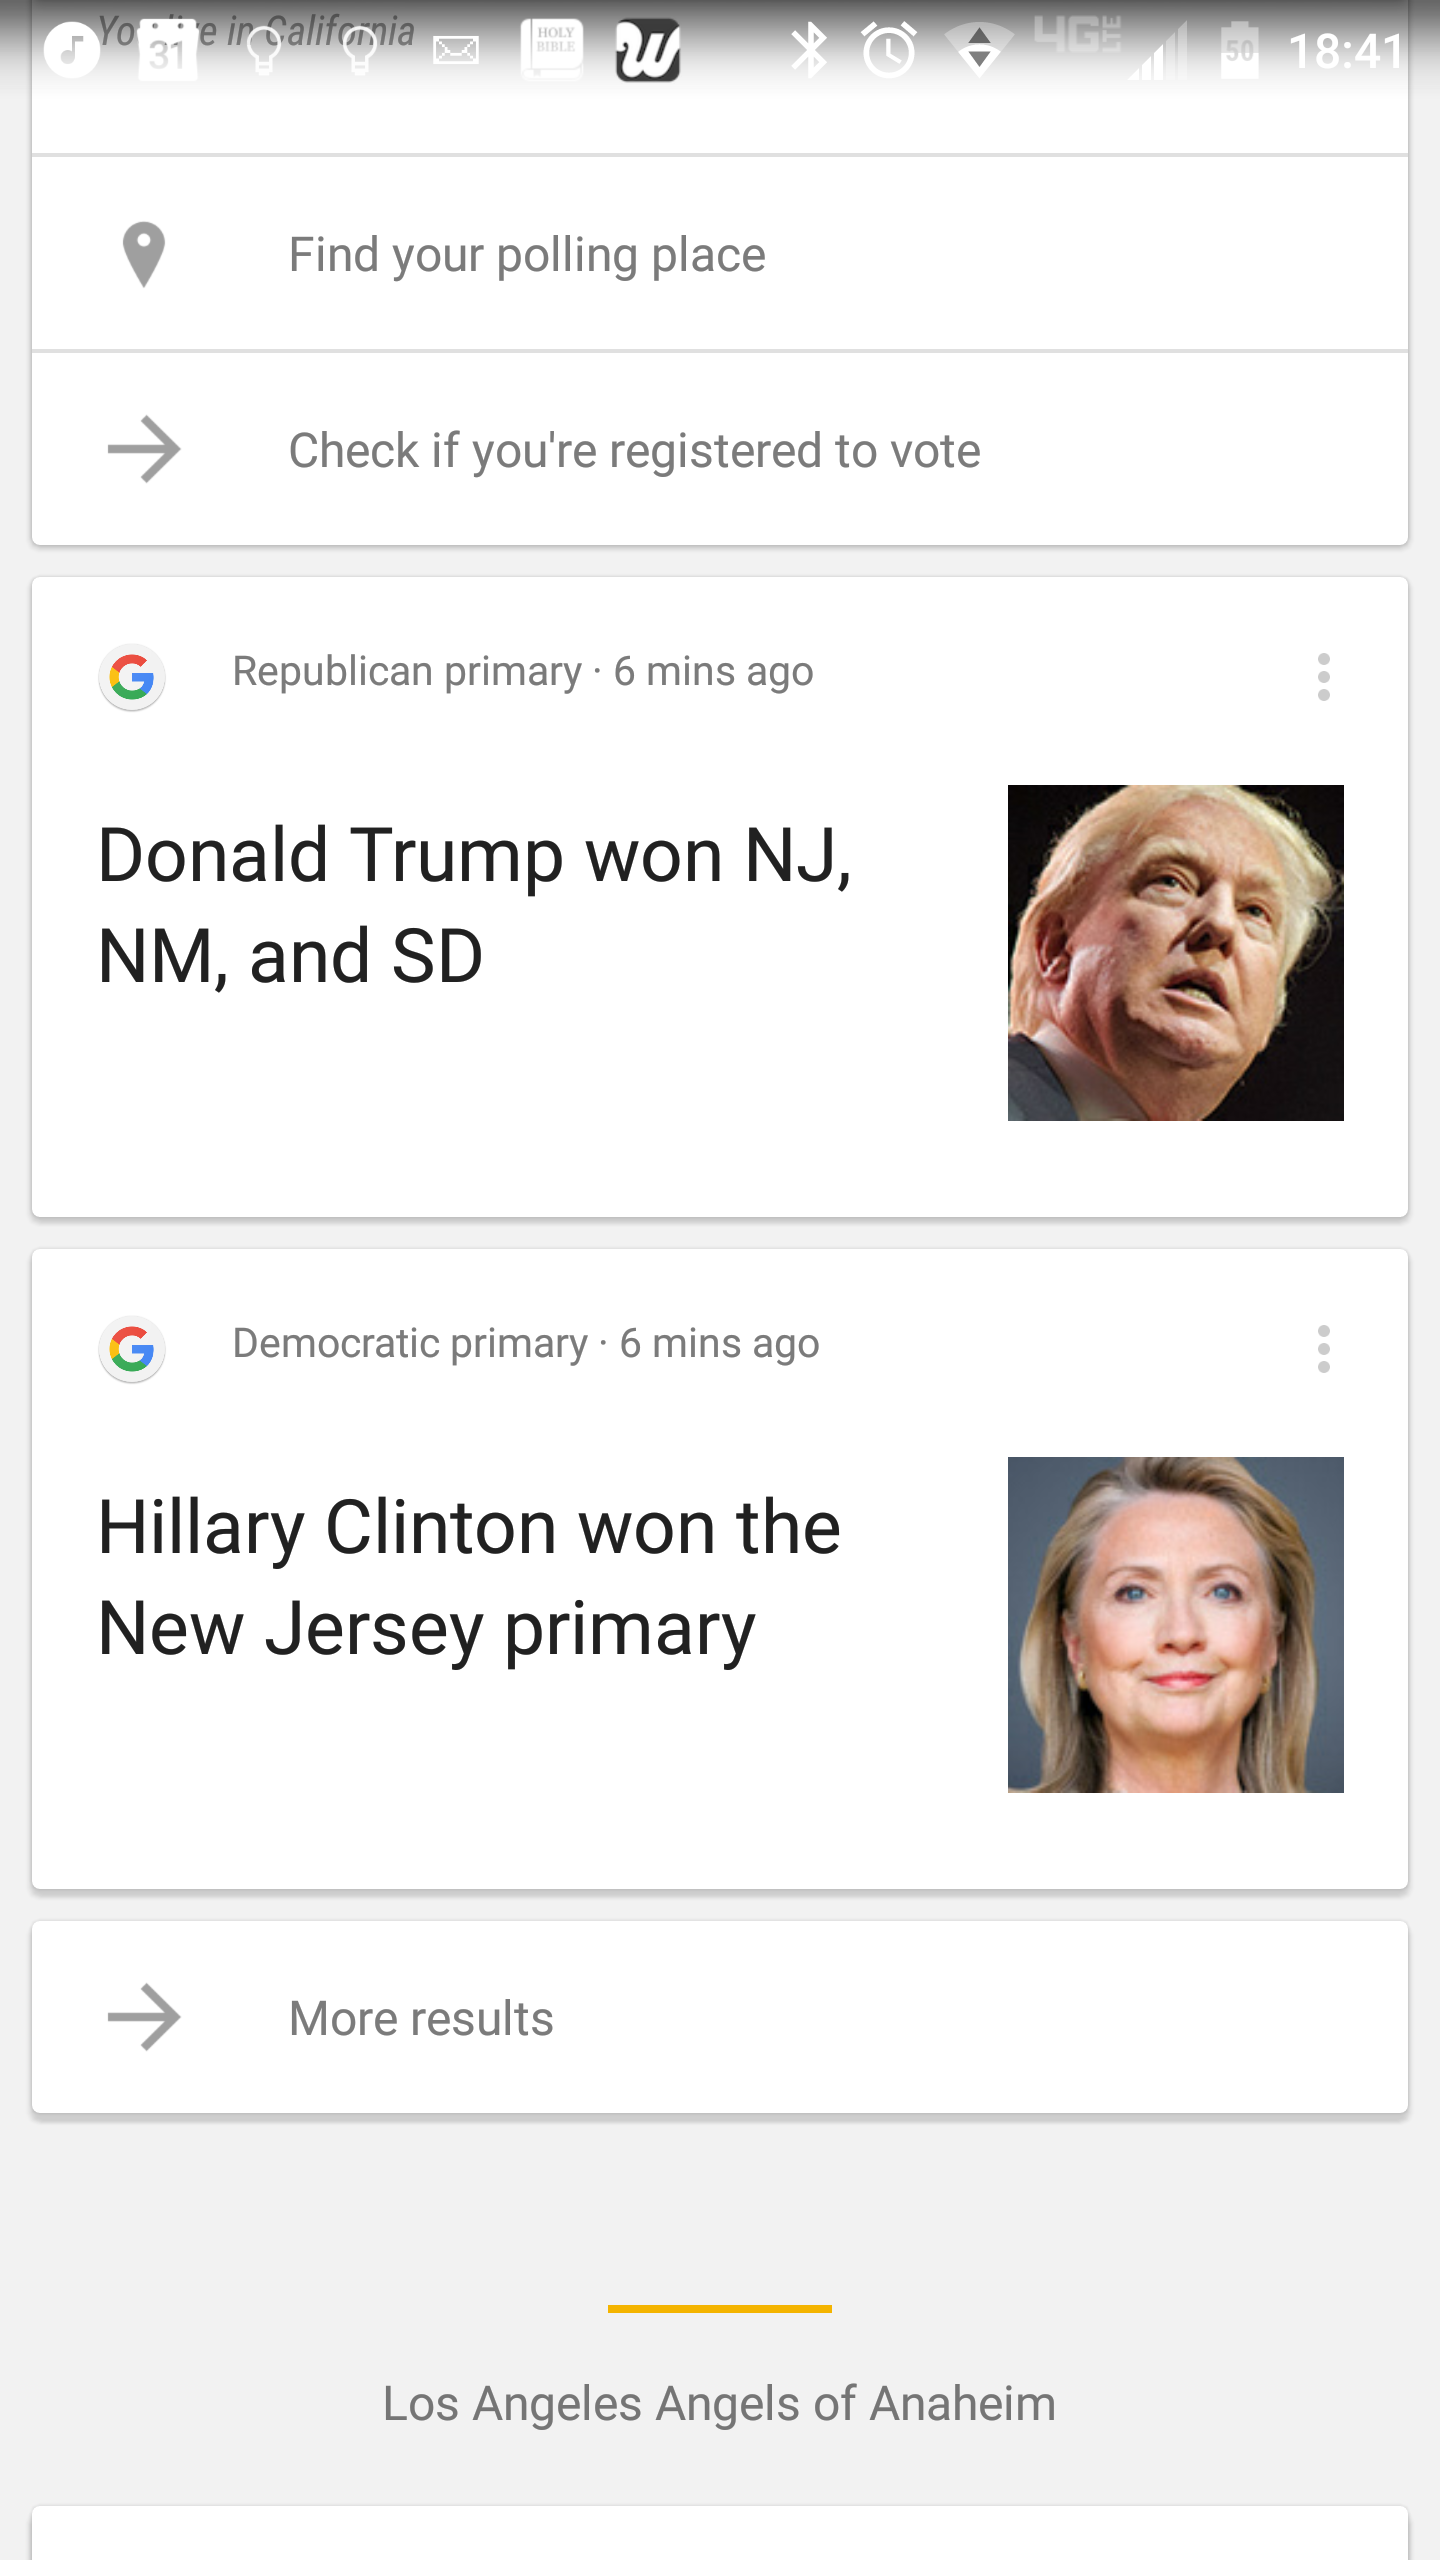 You live in California
31
HOLY
BIBLE
4G LTE
50
18:41
Find your polling place
Check if you're registered to vote
Republican primary · 6 mins ago
Donald Trump won NJ,
NM, and SD
Democratic primary · 6 mins ago
Hillary Clinton won the
New Jersey primary
More results
Los Angeles Angels of Anaheim